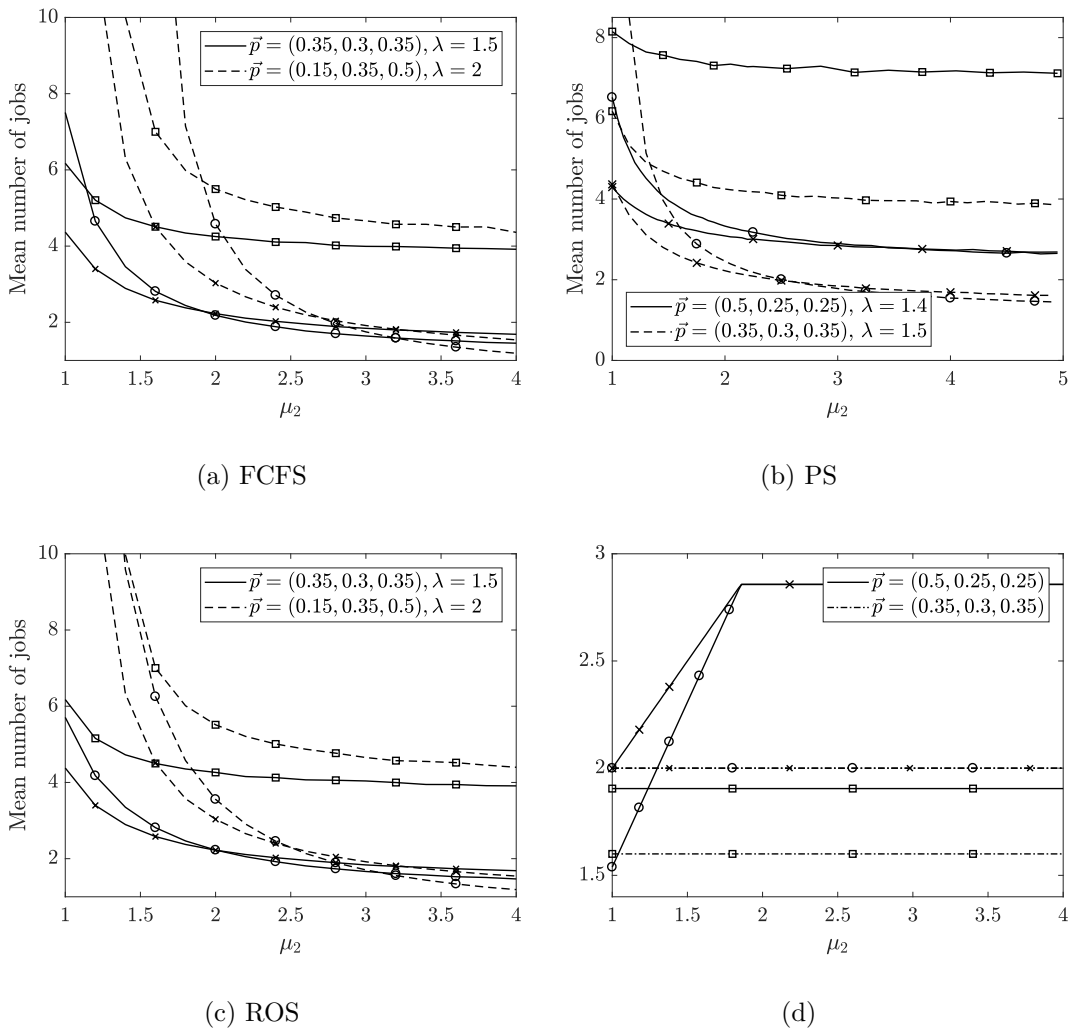 10
8
6
4
2
1
1.5
2
2.5
3
3.5
4
Mean number of jobs
μ₂
p⃗ = (0.35, 0.3, 0.35), λ = 1.5
p⃗ = (0.15, 0.35, 0.5), λ = 2
(a) FCFS
8
6
4
2
0
1
2
3
4
5
Mean number of jobs
μ₂
p⃗ = (0.5, 0.25, 0.25), λ = 1.4
p⃗ = (0.35, 0.3, 0.35), λ = 1.5
(b) PS
10
8
6
4
2
1
1.5
2
2.5
3
3.5
4
Mean number of jobs
μ₂
p⃗ = (0.35, 0.3, 0.35), λ = 1.5
p⃗ = (0.15, 0.35, 0.5), λ = 2
(c) ROS
3
2.5
2
1.5
1
1.5
2
2.5
3
3.5
4
μ₂
p⃗ = (0.5, 0.25, 0.25)
p⃗ = (0.35, 0.3, 0.35)
(d)